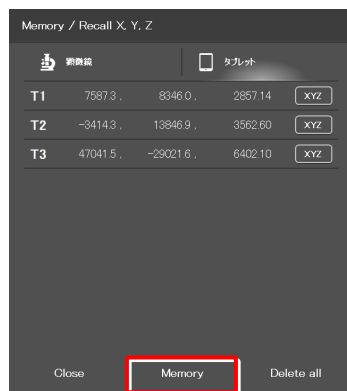 Memory / Recall X, Y, Z
顕微鏡 タブレット
T1 7587.3 , 8346.0 , 2857.14 XYZ
T2 -3414.3 , 13846.9 , 3562.60 XYZ
T3 47041.5 , -29021.6 , 6402.10 XYZ
Close Memory Delete all